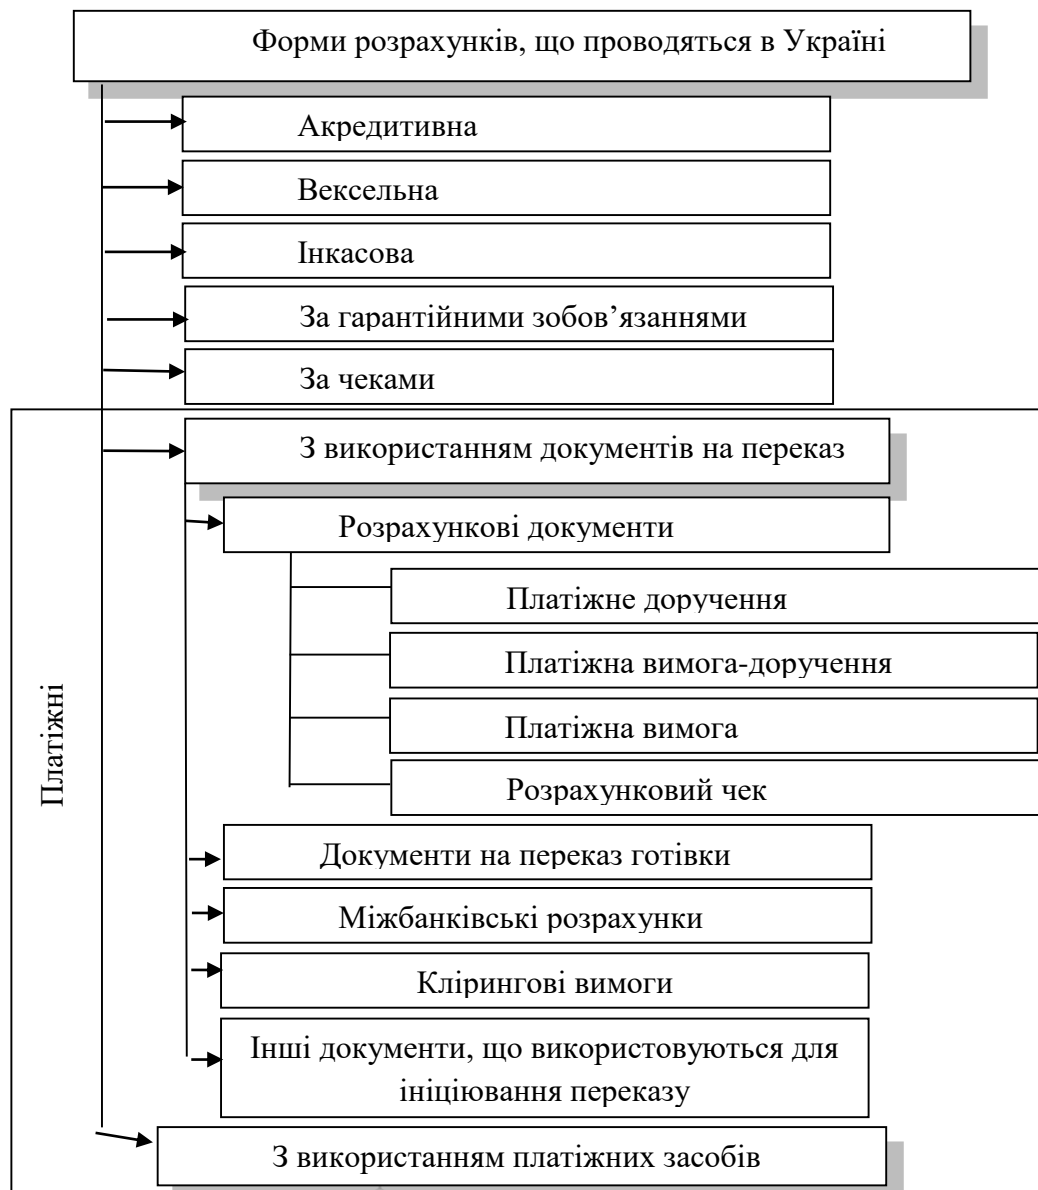 Форми розрахунків, що проводяться в Україні
Акредитивна
Вексельна
Інкасова
За гарантійними зобов’язаннями
За чеками
З використанням документів на переказ
Розрахункові документи
Платіжне доручення
Платіжна вимога-доручення
Платіжна вимога
Розрахунковий чек
Платіжні
Документи на переказ готівки
Міжбанківські розрахунки
Клірингові вимоги
Інші документи, що використовуються для
ініціювання переказу
З використанням платіжних засобів